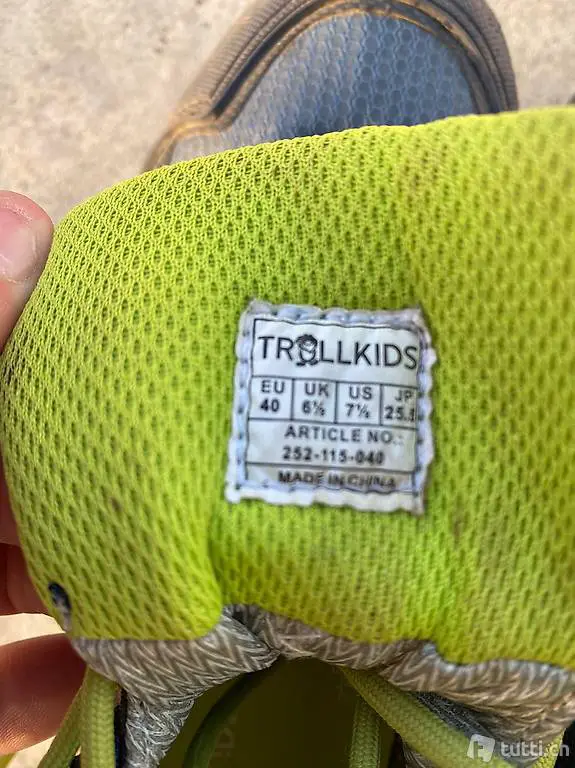 TROLLKIDS
EU UK US JP
40 6½ 7½ 25.5
ARTICLE NO.:
252-115-040
MADE IN CHINA
tutti.ch